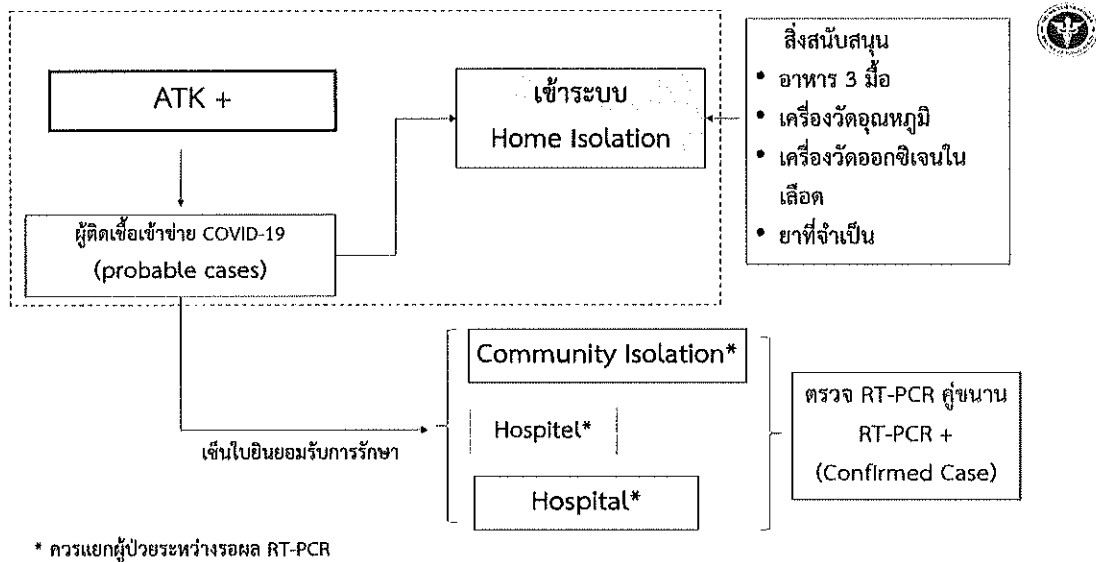 ATK +
เข้าระบบ
Home Isolation
สิ่งสนับสนุน
• อาหาร 3 มื้อ
• เครื่องวัดอุณหภูมิ
• เครื่องวัดออกซิเจนใน
เลือด
• ยาที่จำเป็น
ผู้ติดเชื้อเข้าข่าย COVID-19
(probable cases)
เซ็นใบยินยอมรับการรักษา
Community Isolation*
Hospitel*
Hospital*
ตรวจ RT-PCR คู่ขนาน
RT-PCR +
(Confirmed Case)
* ควรแยกผู้ป่วยระหว่างรอผล RT-PCR